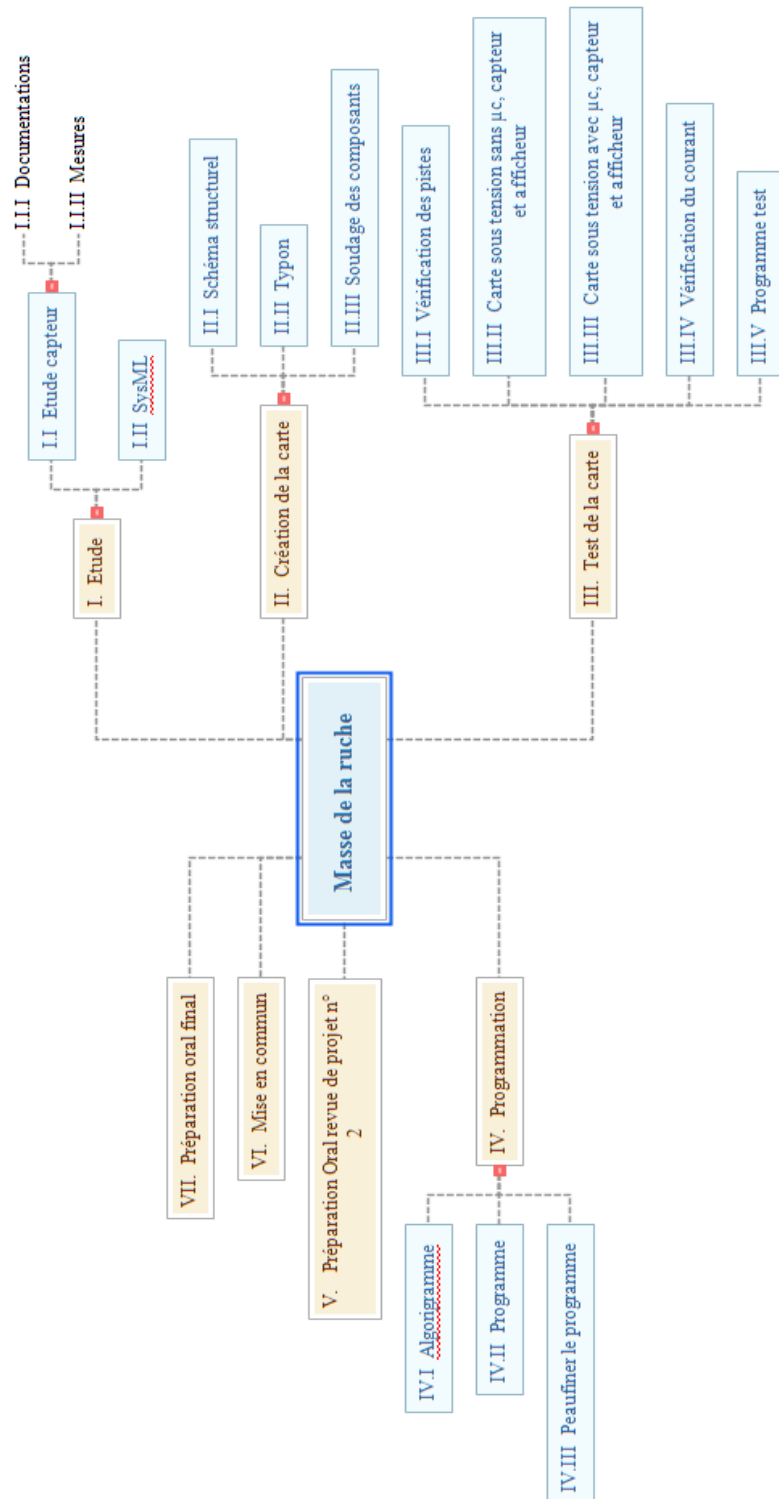 Masse de la ruche
I. Etude
I.I Etude capteur
I.I.I Documentations
I.I.II Mesures
I.II SysML
II. Création de la carte
II.I Schéma structurel
II.II Typon
II.III Soudage des composants
III. Test de la carte
III.I Vérification des pistes
III.II Carte sous tension sans µc, capteur
et afficheur
III.III Carte sous tension avec µc, capteur
et afficheur
III.IV Vérification du courant
III.V Programme test
VII. Préparation oral final
VI. Mise en commun
V. Préparation Oral revue de projet n°
2
IV. Programmation
IV.I Algorigramme
IV.II Programme
IV.III Peaufiner le programme